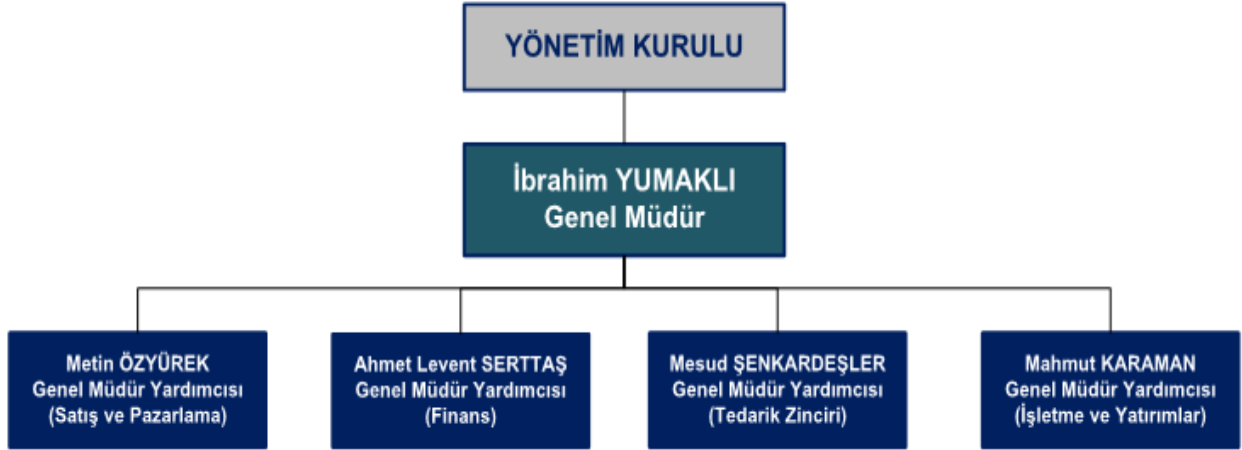 YÖNETİM KURULU
İbrahim YUMAKLI
Genel Müdür
Metin ÖZYÜREK
Genel Müdür Yardımcısı
(Satış ve Pazarlama)
Ahmet Levent SERTTAŞ
Genel Müdür Yardımcısı
(Finans)
Mesud ŞENKARDEŞLER
Genel Müdür Yardımcısı
(Tedarik Zinciri)
Mahmut KARAMAN
Genel Müdür Yardımcısı
(İşletme ve Yatırımlar)